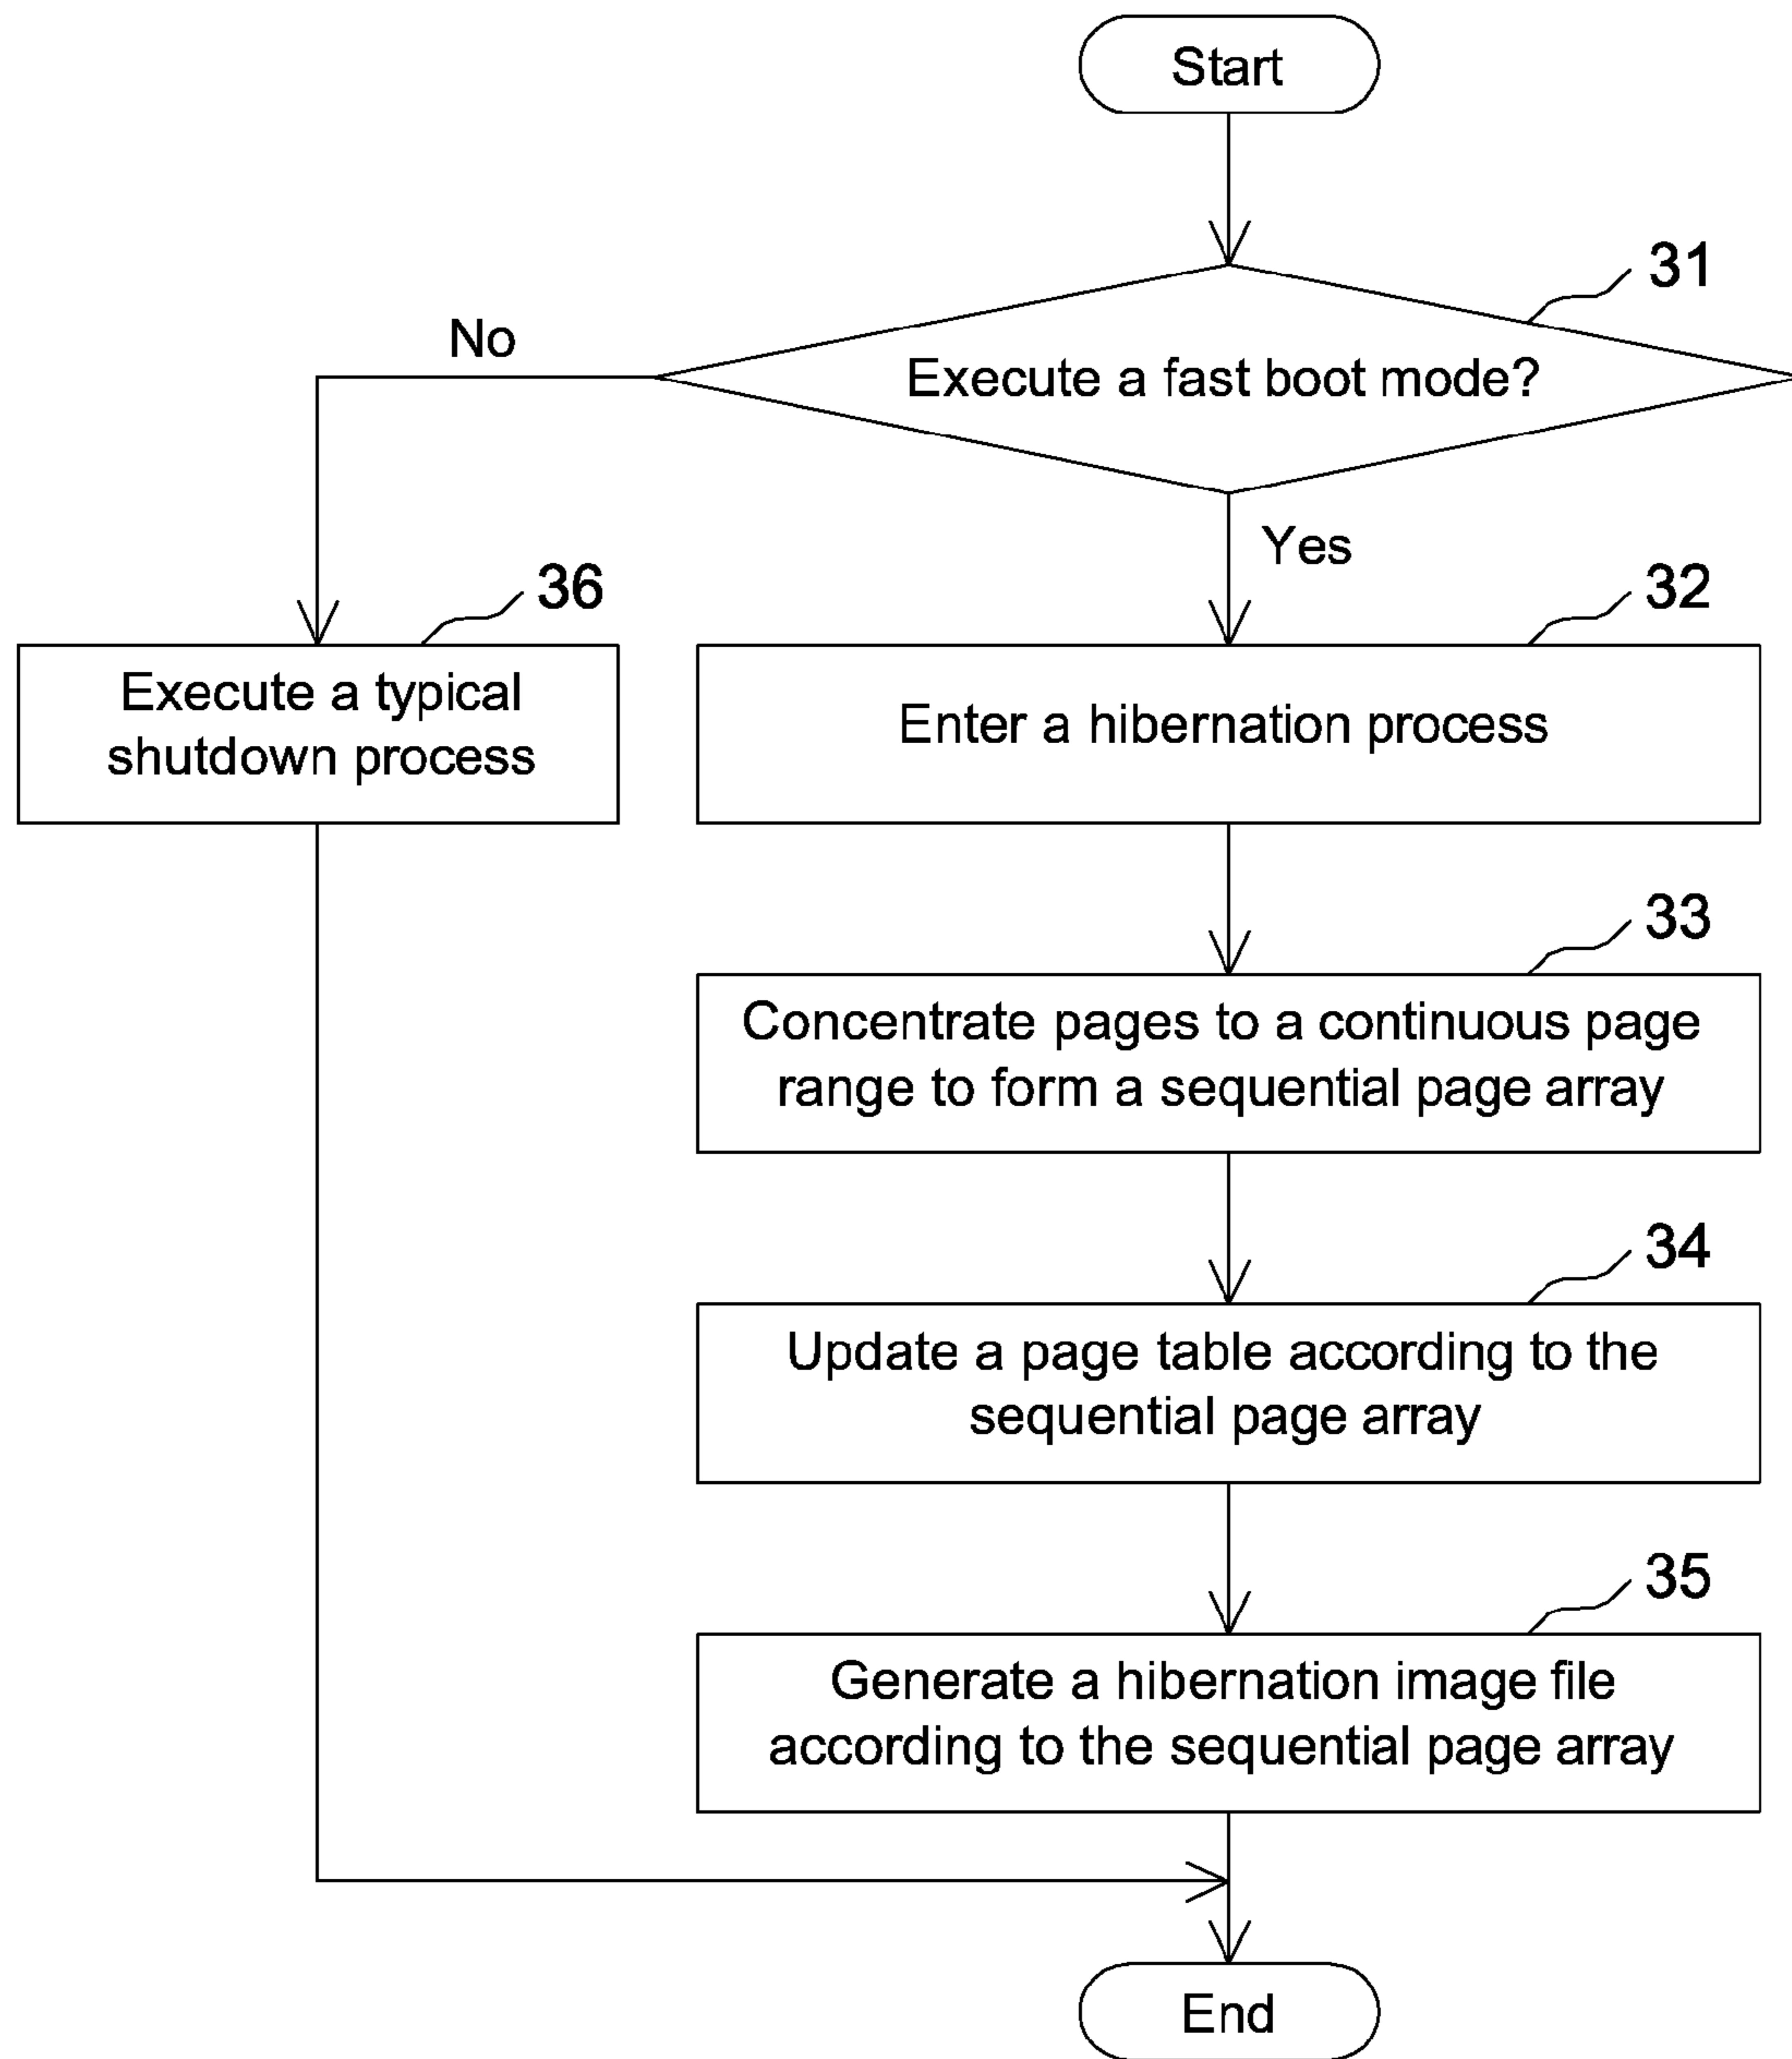 Start
31
Execute a fast boot mode?
No
Yes
36
Execute a typical
shutdown process
32
Enter a hibernation process
33
Concentrate pages to a continuous page
range to form a sequential page array
34
Update a page table according to the
sequential page array
35
Generate a hibernation image file
according to the sequential page array
End